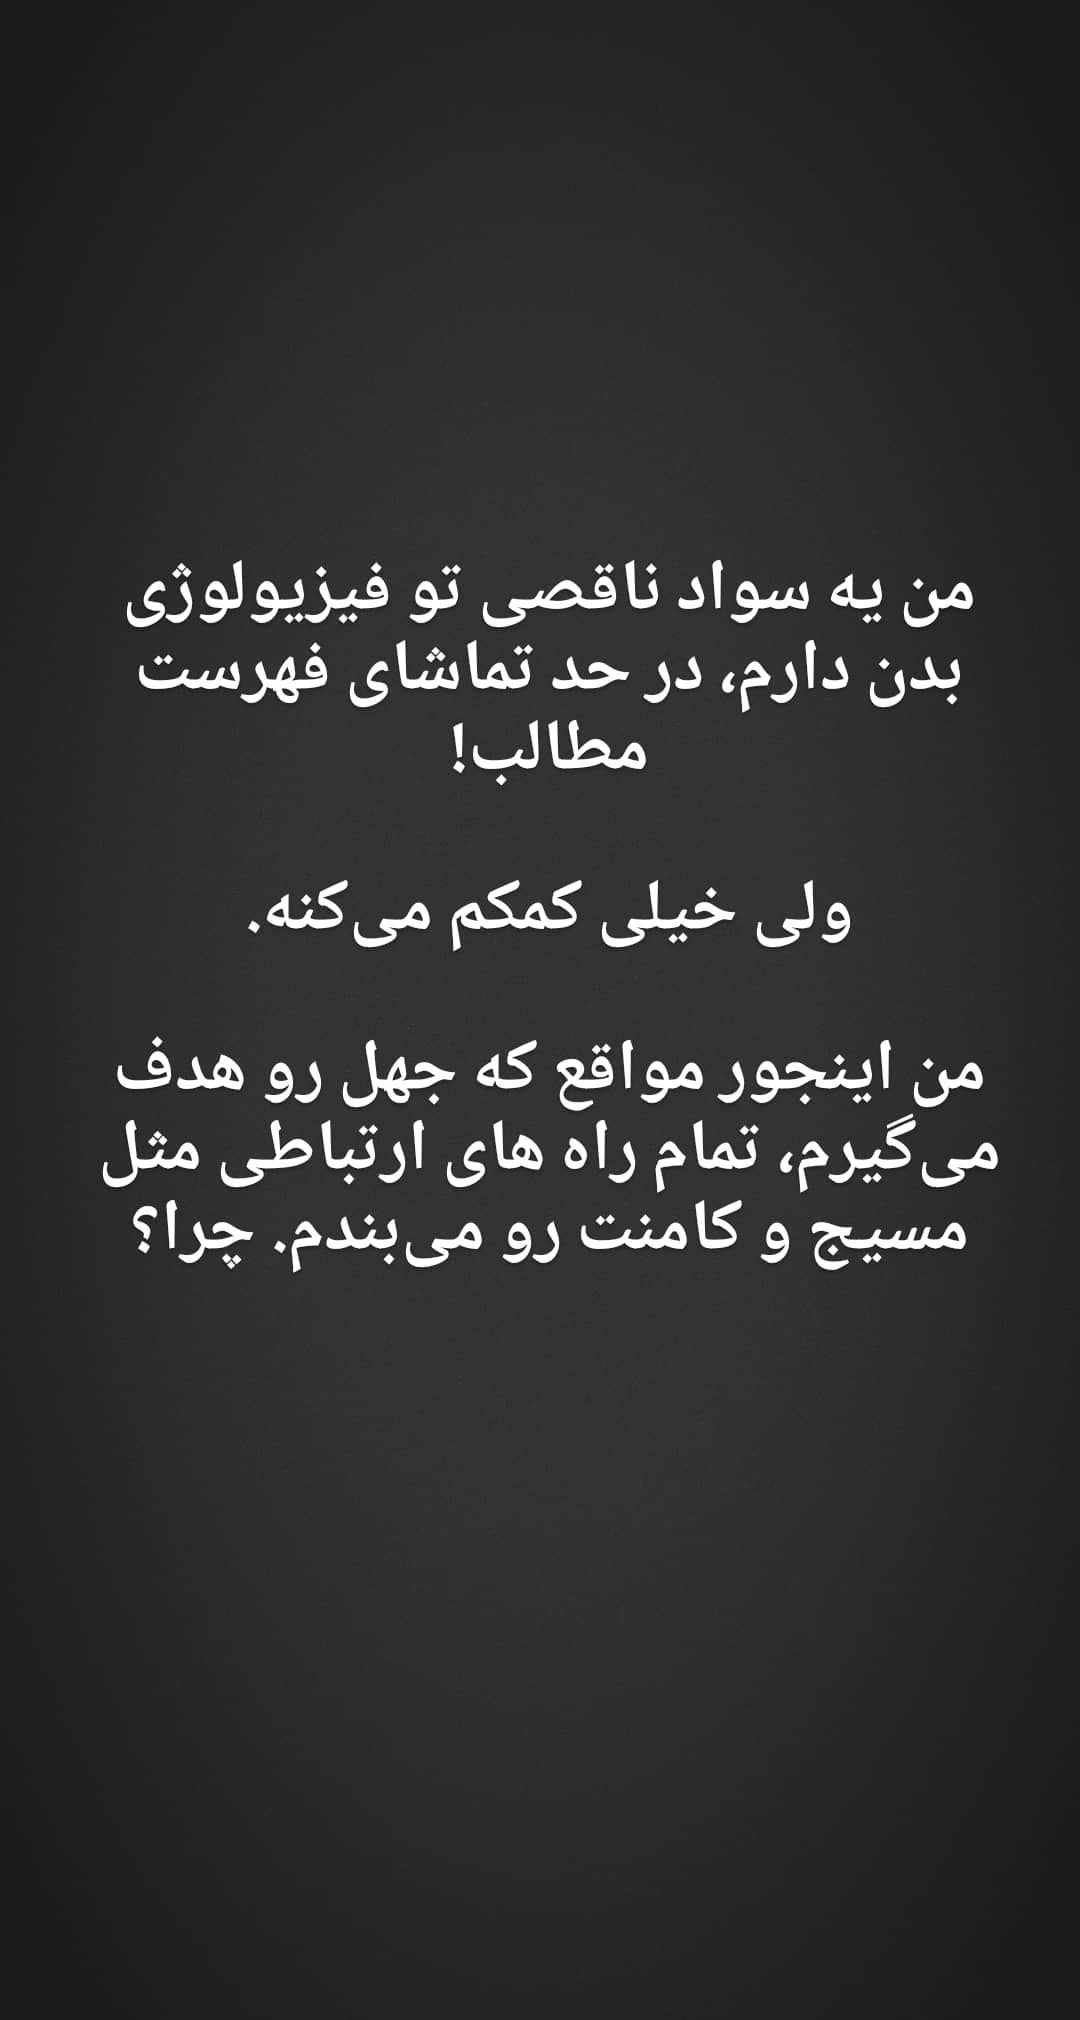 من یه سواد ناقصی تو فیزیولوژی
بدن دارم، در حد تماشای فهرست
مطالب!
ولی خیلی کمکم می‌کنه.
من اینجور مواقع که جهل رو هدف
می‌گیرم، تمام راه های ارتباطی مثل
مسیج و کامنت رو می‌بندم. چرا؟